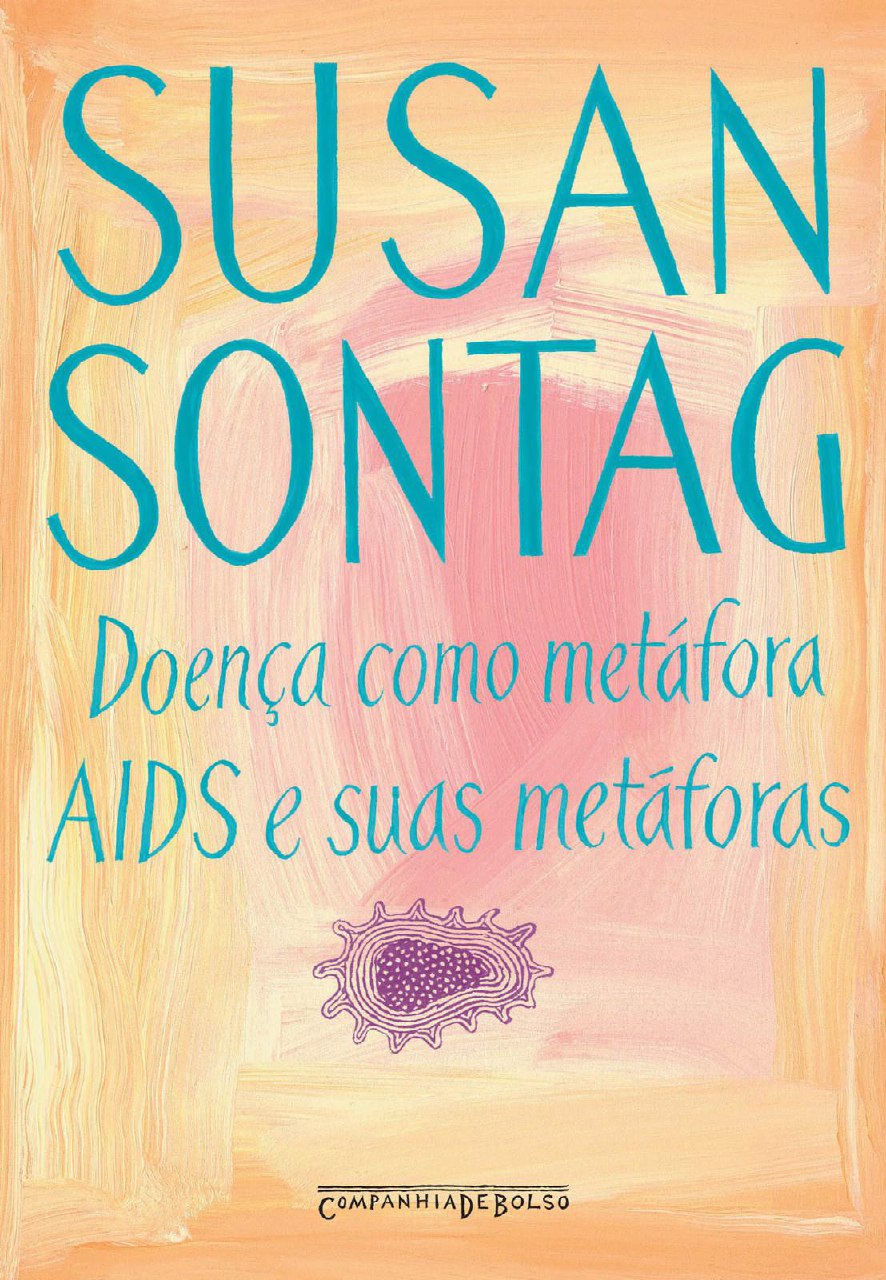 SUSAN
SONTAG
Doença como metáfora
AIDS e suas metáforas
COMPANHIADEBOLSO